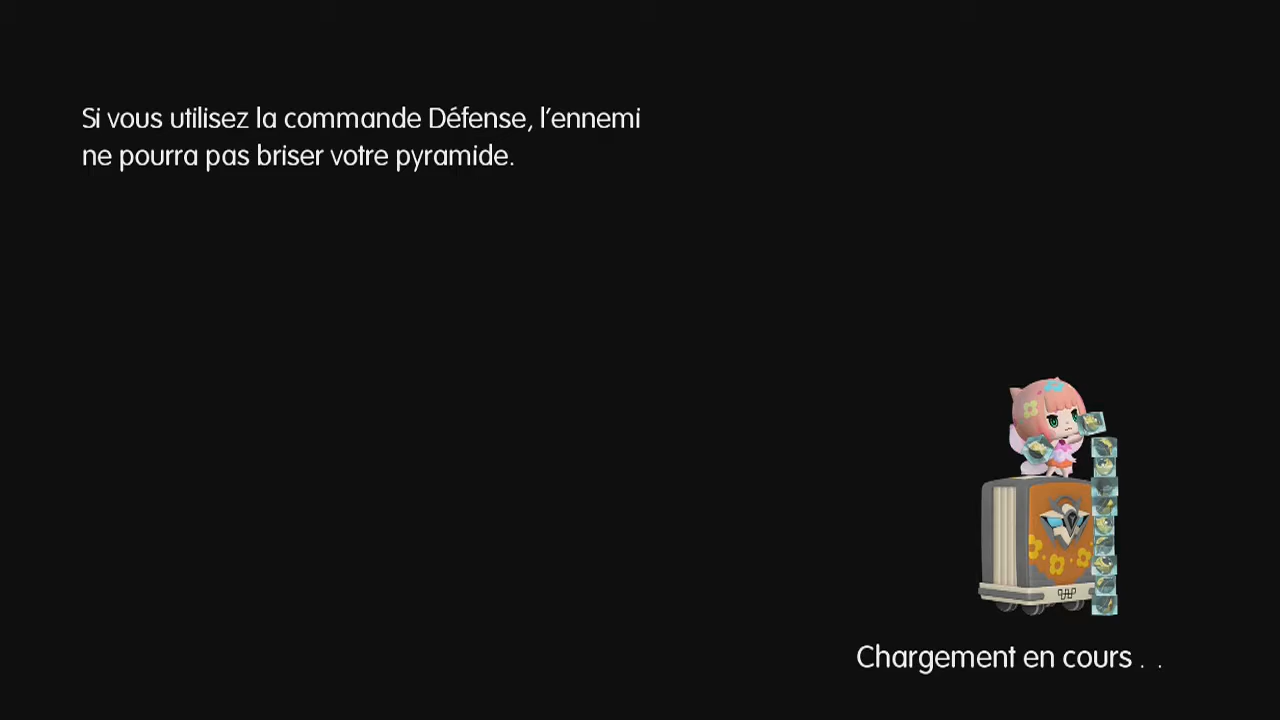 Si vous utilisez la commande Défense, l'ennemi
ne pourra pas briser votre pyramide.
Chargement en cours . .